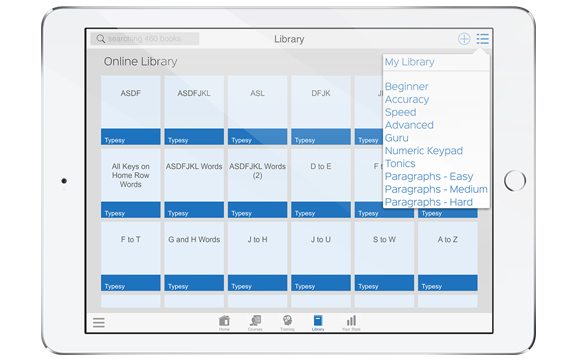 searching 460 books
Library
Online Library
My Library
Beginner
Accuracy
Speed
Advanced
Guru
Numeric Keypad
Tonics
Paragraphs - Easy
Paragraphs - Medium
Paragraphs - Hard
ASDF
ASDFJKL
ASL
DFJK
Typesy
Typesy
Typesy
Typesy
Typesy
All Keys on
Home Row
Words
ASDFJKL Words
ASDFJKL Words
(2)
D to E
Typesy
Typesy
Typesy
Typesy
Typesy
Typesy
F to T
G and H Words
J to H
J to U
S to W
A to Z
Typesy
Typesy
Typesy
Typesy
Typesy
Typesy
Home
Courses
Training
Library
Your Stats